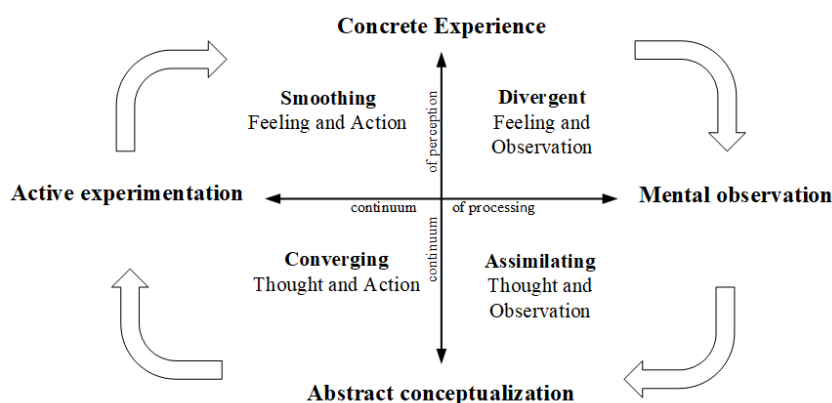 Concrete Experience
Smoothing
Feeling and Action
Divergent
Feeling and
Observation
of perception
Active experimentation
Mental observation
continuum
of processing
continuum
Converging
Thought and Action
Assimilating
Thought and
Observation
Abstract conceptualization